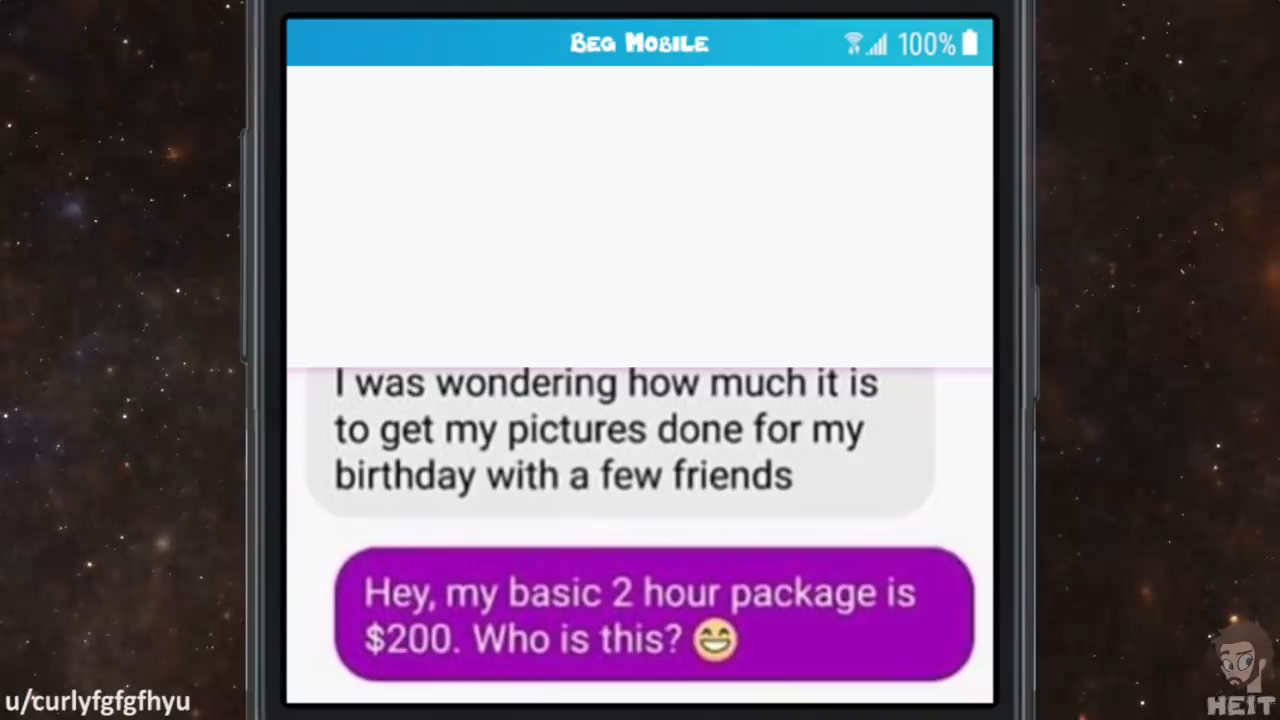 BEG MOBILE
100%
I was wondering how much it is
to get my pictures done for my
birthday with a few friends
Hey, my basic 2 hour package is
$200. Who is this? 😁
u/curlyfgfgfhyu
HEIT